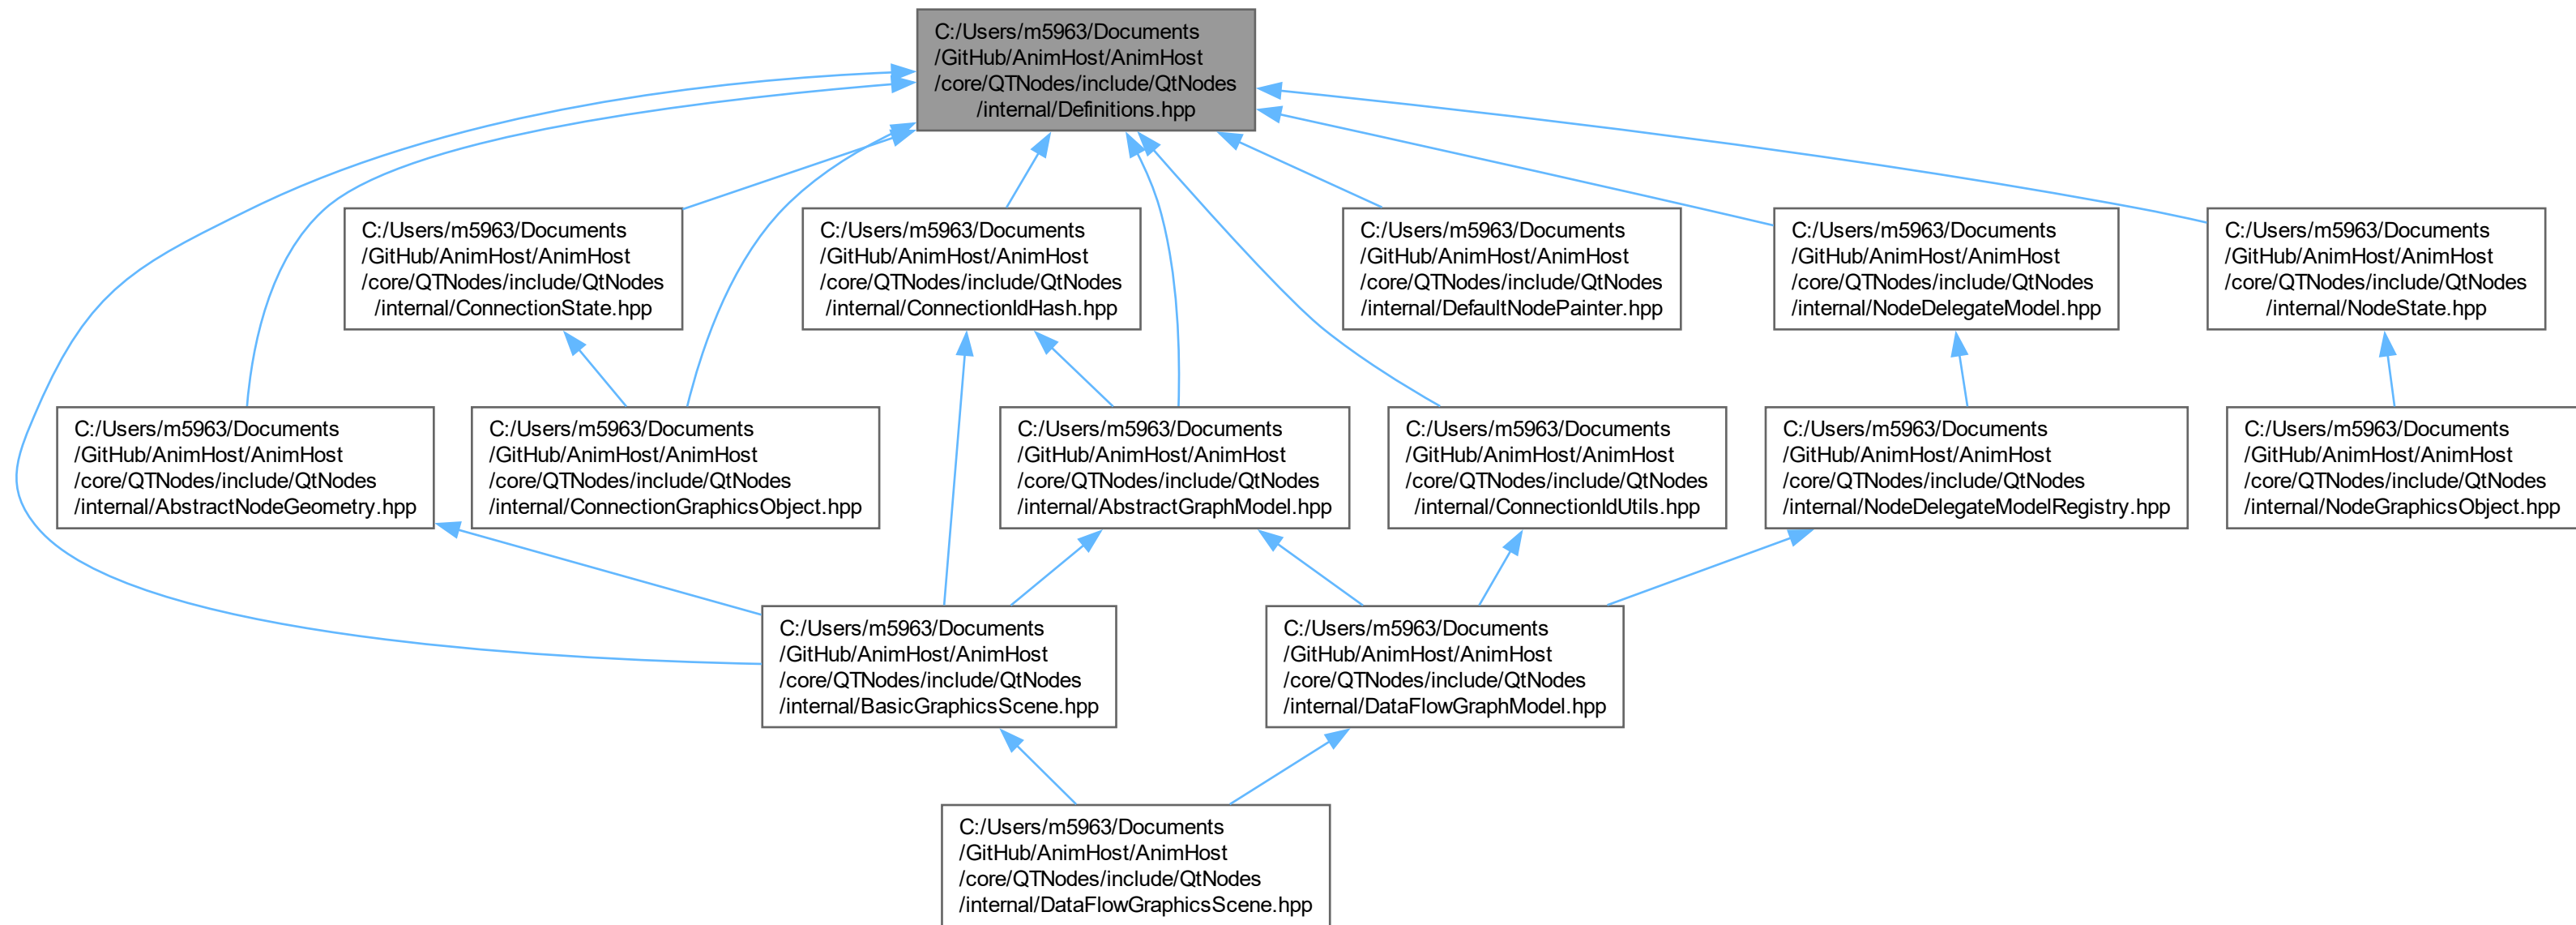 C:/Users/m5963/Documents
/GitHub/AnimHost/AnimHost
/core/QTNodes/include/QtNodes
/internal/Definitions.hpp
C:/Users/m5963/Documents
/GitHub/AnimHost/AnimHost
/core/QTNodes/include/QtNodes
/internal/ConnectionState.hpp
C:/Users/m5963/Documents
/GitHub/AnimHost/AnimHost
/core/QTNodes/include/QtNodes
/internal/ConnectionIdHash.hpp
C:/Users/m5963/Documents
/GitHub/AnimHost/AnimHost
/core/QTNodes/include/QtNodes
/internal/DefaultNodePainter.hpp
C:/Users/m5963/Documents
/GitHub/AnimHost/AnimHost
/core/QTNodes/include/QtNodes
/internal/NodeDelegateModel.hpp
C:/Users/m5963/Documents
/GitHub/AnimHost/AnimHost
/core/QTNodes/include/QtNodes
/internal/NodeState.hpp
C:/Users/m5963/Documents
/GitHub/AnimHost/AnimHost
/core/QTNodes/include/QtNodes
/internal/AbstractNodeGeometry.hpp
C:/Users/m5963/Documents
/GitHub/AnimHost/AnimHost
/core/QTNodes/include/QtNodes
/internal/ConnectionGraphicsObject.hpp
C:/Users/m5963/Documents
/GitHub/AnimHost/AnimHost
/core/QTNodes/include/QtNodes
/internal/AbstractGraphModel.hpp
C:/Users/m5963/Documents
/GitHub/AnimHost/AnimHost
/core/QTNodes/include/QtNodes
/internal/ConnectionIdUtils.hpp
C:/Users/m5963/Documents
/GitHub/AnimHost/AnimHost
/core/QTNodes/include/QtNodes
/internal/NodeDelegateModelRegistry.hpp
C:/Users/m5963/Documents
/GitHub/AnimHost/AnimHost
/core/QTNodes/include/QtNodes
/internal/NodeGraphicsObject.hpp
C:/Users/m5963/Documents
/GitHub/AnimHost/AnimHost
/core/QTNodes/include/QtNodes
/internal/BasicGraphicsScene.hpp
C:/Users/m5963/Documents
/GitHub/AnimHost/AnimHost
/core/QTNodes/include/QtNodes
/internal/DataFlowGraphModel.hpp
C:/Users/m5963/Documents
/GitHub/AnimHost/AnimHost
/core/QTNodes/include/QtNodes
/internal/DataFlowGraphicsScene.hpp